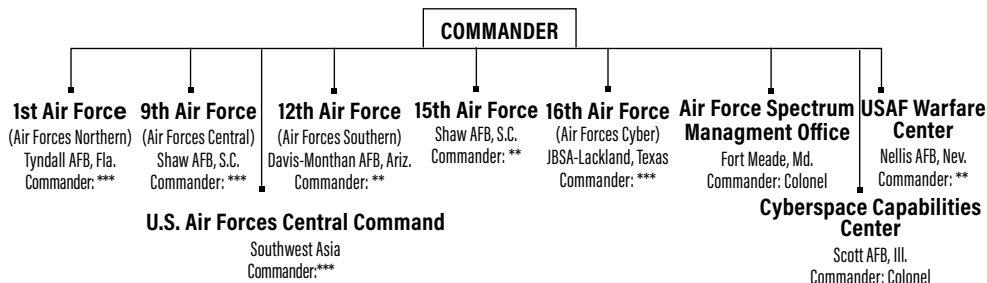 COMMANDER
1st Air Force
(Air Forces Northern)
Tyndall AFB, Fla.
Commander: ***
9th Air Force
(Air Forces Central)
Shaw AFB, S.C.
Commander: ***
12th Air Force
(Air Forces Southern)
Davis-Monthan AFB, Ariz.
Commander: **
15th Air Force
Shaw AFB, S.C.
Commander: **
16th Air Force
(Air Forces Cyber)
JBSA-Lackland, Texas
Commander: ***
Air Force Spectrum
Managment Office
Fort Meade, Md.
Commander: Colonel
USAF Warfare
Center
Nellis AFB, Nev.
Commander: **
U.S. Air Forces Central Command
Southwest Asia
Commander:***
Cyberspace Capabilities
Center
Scott AFB, Ill.
Commander: Colonel